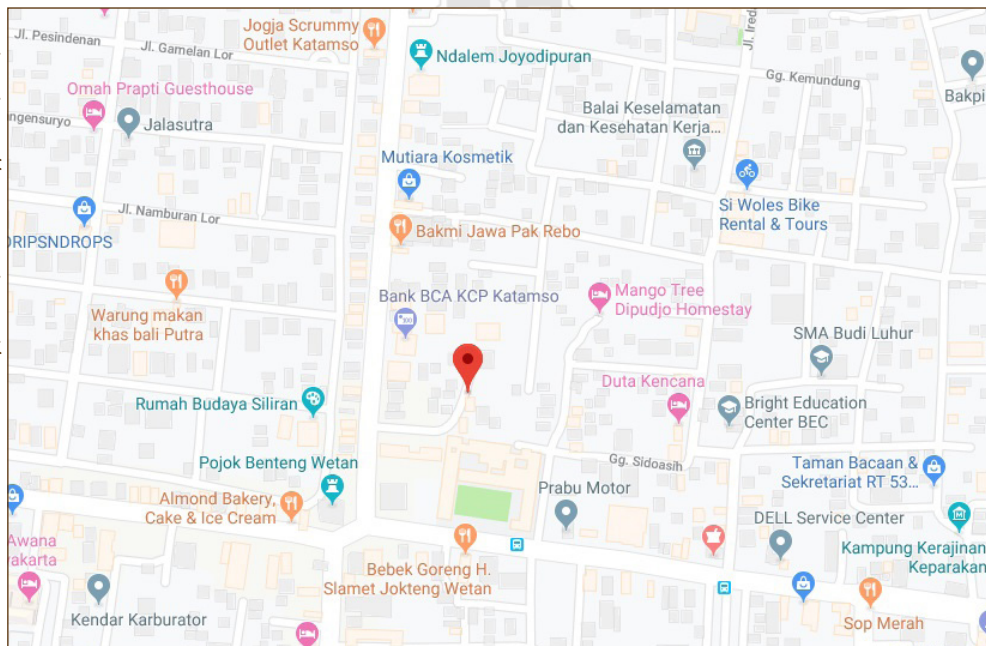 Jogja Scrummy
Outlet Katamso
Jl. Pesindenan
Jl. Gamelan Lor
Ndalem Joyodipuran
Gg. Kemundung
Omah Prapti Guesthouse
Jalasutra
Balai Keselamatan
dan Kesehatan Kerja...
Mutiara Kosmetik
Si Woles Bike
Rental & Tours
Jl. Namburan Lor
Bakmi Jawa Pak Rebo
Warung makan
khas bali Putra
Bank BCA KCP Katamso
Mango Tree
Dipudjo Homestay
SMA Budi Luhur
Duta Kencana
Rumah Budaya Siliran
Bright Education
Center BEC
Pojok Benteng Wetan
Gg. Sidoasih
Taman Bacaan &
Sekretariat RT 53...
Almond Bakery,
Cake & Ice Cream
Prabu Motor
DELL Service Center
Awana
Kampung Kerajinan
Keparakan
Bebek Goreng H.
Slamet Jokteng Wetan
Kendar Karburator
Sop Merah